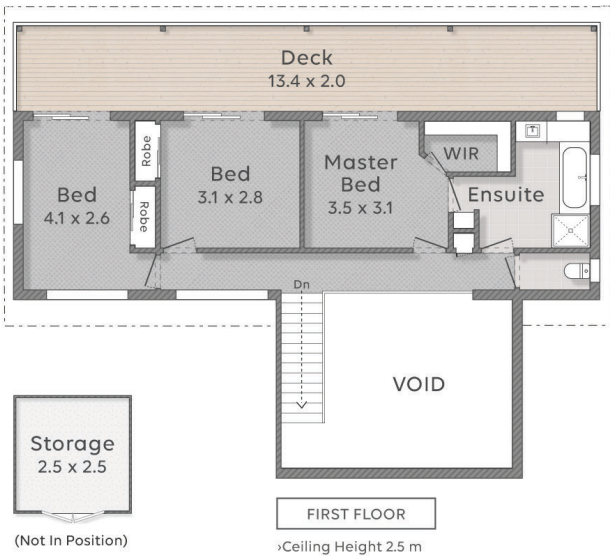 Deck
13.4 x 2.0
Robe
WIR
Bed
3.1 x 2.8
Master
Bed
3.5 x 3.1
Bed
4.1 x 2.6
Ensuite
Robe
Dn
VOID
Storage
2.5 x 2.5
(Not In Position)
FIRST FLOOR
›Ceiling Height 2.5 m